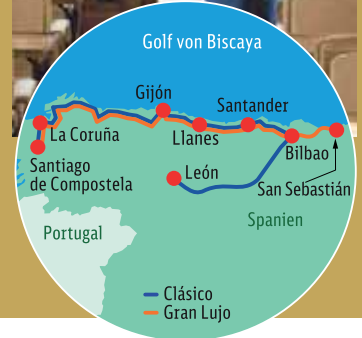 Golf von Biscaya
Gijón
Santander
La Coruña
Llanes
Bilbao
Santiago
de Compostela
León
San Sebastián
Portugal
Spanien
Clásico
Gran Lujo